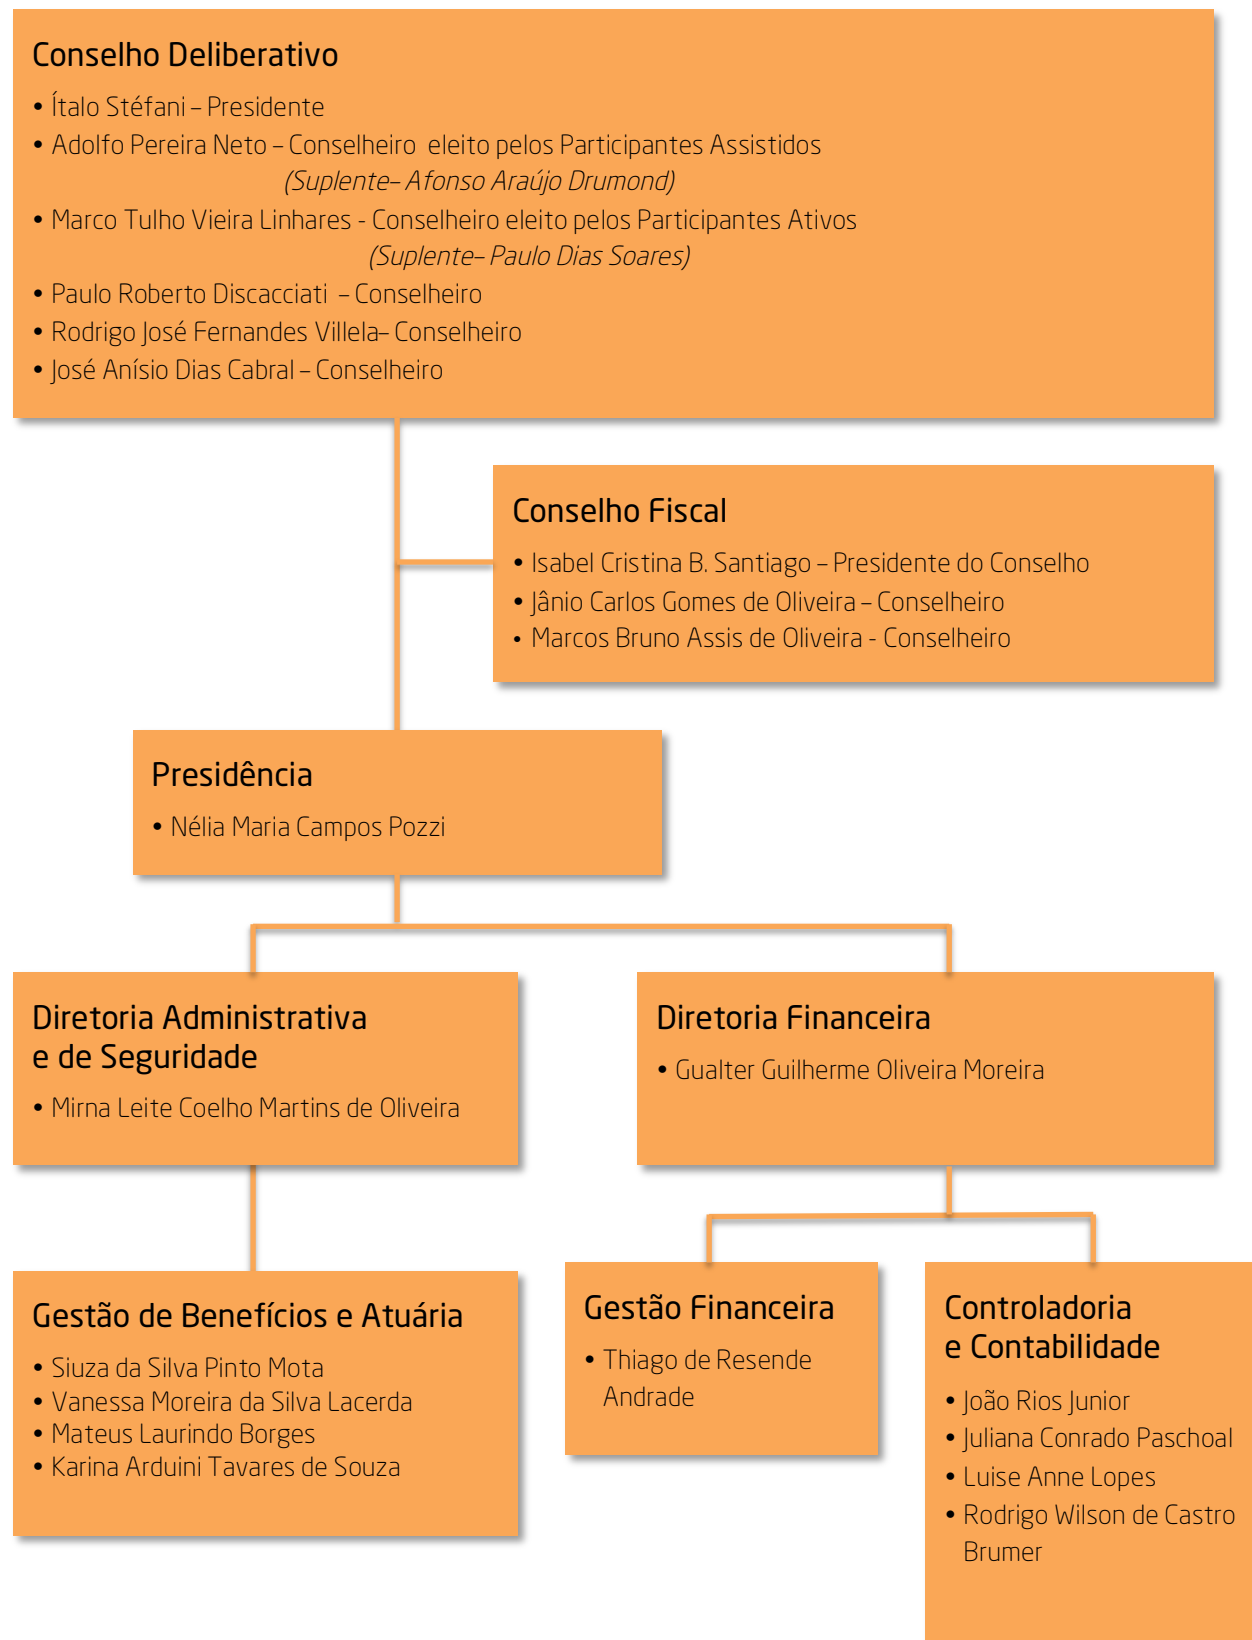 Conselho Deliberativo
• Ítalo Stéfani – Presidente
• Adolfo Pereira Neto – Conselheiro eleito pelos Participantes Assistidos
(Suplente– Afonso Araújo Drumond)
• Marco Tulho Vieira Linhares - Conselheiro eleito pelos Participantes Ativos
(Suplente– Paulo Dias Soares)
• Paulo Roberto Discacciati – Conselheiro
• Rodrigo José Fernandes Villela– Conselheiro
• José Anísio Dias Cabral – Conselheiro
Conselho Fiscal
• Isabel Cristina B. Santiago – Presidente do Conselho
• Jânio Carlos Gomes de Oliveira – Conselheiro
• Marcos Bruno Assis de Oliveira - Conselheiro
Presidência
• Nélia Maria Campos Pozzi
Diretoria Administrativa
e de Seguridade
• Mirna Leite Coelho Martins de Oliveira
Diretoria Financeira
• Gualter Guilherme Oliveira Moreira
Gestão de Benefícios e Atuária
• Siuza da Silva Pinto Mota
• Vanessa Moreira da Silva Lacerda
• Mateus Laurindo Borges
• Karina Arduini Tavares de Souza
Gestão Financeira
• Thiago de Resende
Andrade
Controladoria
e Contabilidade
• João Rios Junior
• Juliana Conrado Paschoal
• Luise Anne Lopes
• Rodrigo Wilson de Castro
Brumer